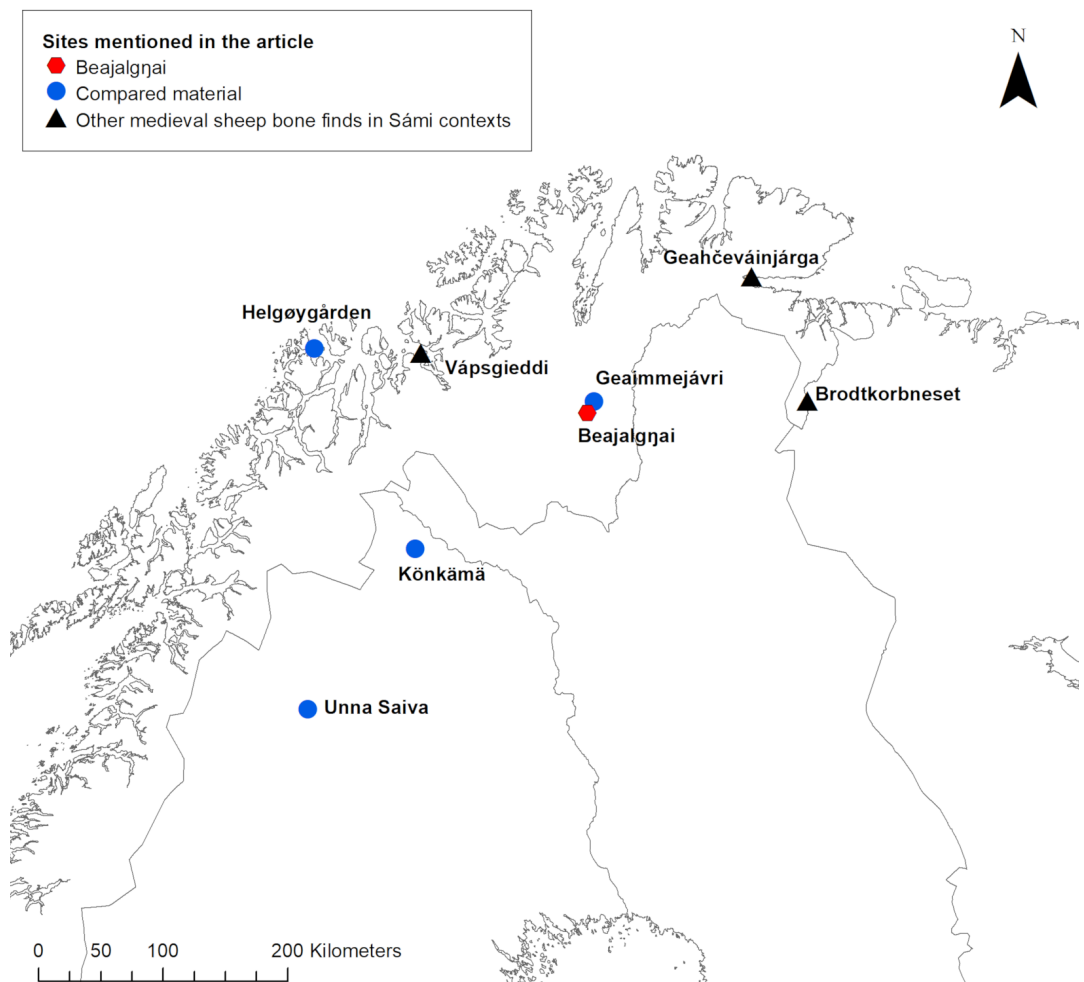 Sites mentioned in the article
Beajalgŋai
Compared material
Other medieval sheep bone finds in Sámi contexts
N
Geahčeváinjárga
Helgøygården
Vápsgieddi
Geaimmejávri
Brodtkorbneset
Beajalgŋai
Könkämä
Unna Saiva
0 50 100 200 Kilometers